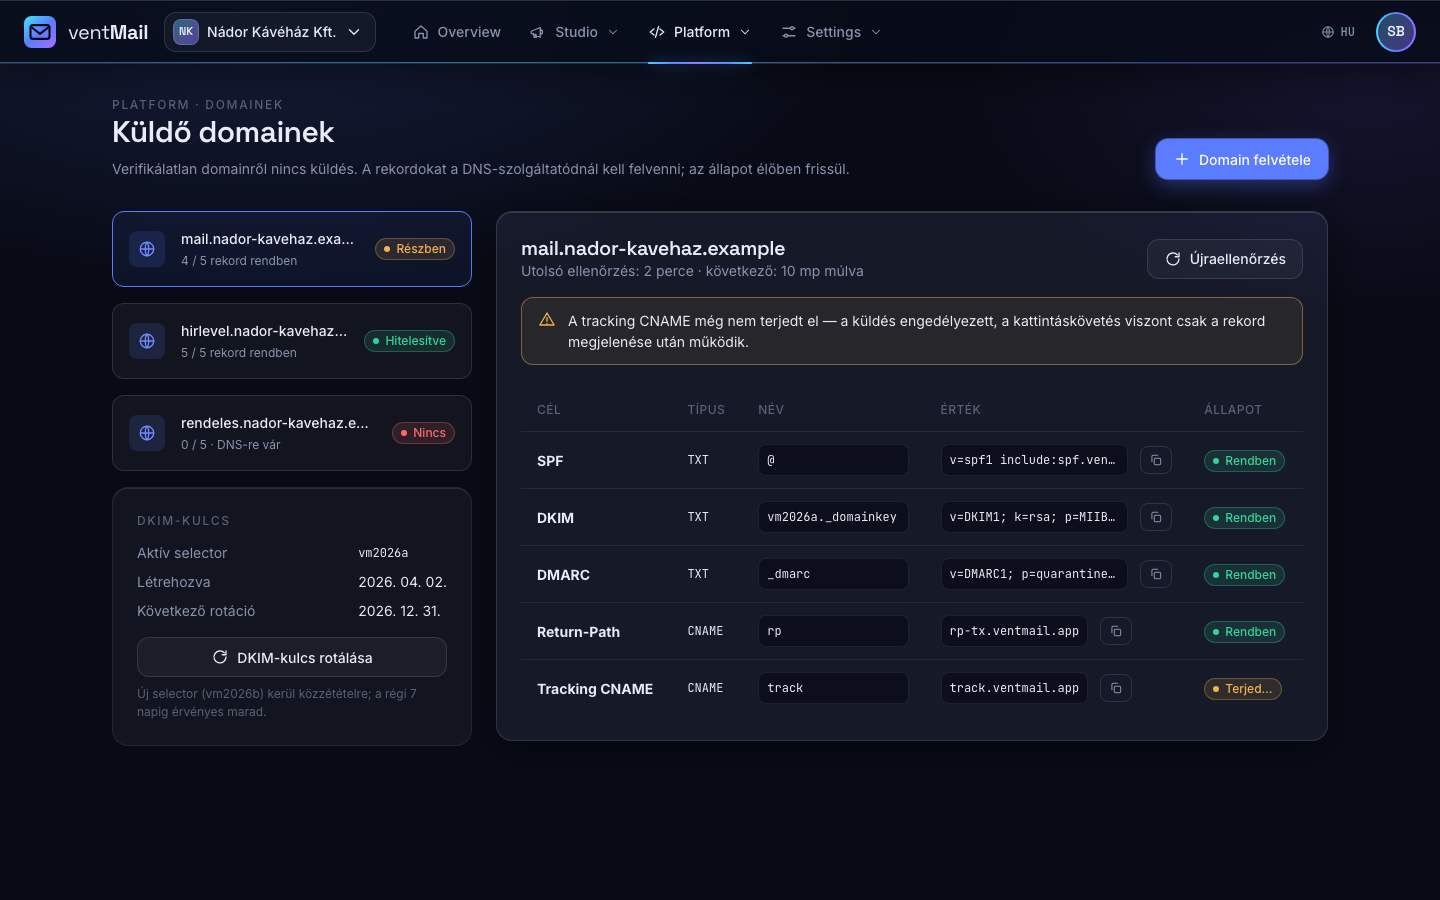 ventMail
NK Nádor Kávéház Kft.
Overview
Studio
Platform
Settings
HU
SB
PLATFORM · DOMAINEK
Küldő domainek
Verifikálatlan domainről nincs küldés. A rekordokat a DNS-szolgáltatódnál kell felvenni; az állapot élőben frissül.
Domain felvétele
mail.nador-kavehaz.exa...
4 / 5 rekord rendben
Részben
hirlevel.nador-kavehaz...
5 / 5 rekord rendben
Hitelesítve
rendeles.nador-kavehaz.e...
0 / 5 · DNS-re vár
Nincs
DKIM-KULCS
Aktív selector vm2026a
Létrehozva 2026. 04. 02.
Következő rotáció 2026. 12. 31.
DKIM-kulcs rotálása
Új selector (vm2026b) kerül közzétételre; a régi 7
napig érvényes marad.
mail.nador-kavehaz.example
Utolsó ellenőrzés: 2 perce · következő: 10 mp múlva
Újraellenőrzés
A tracking CNAME még nem terjedt el — a küldés engedélyezett, a kattintáskövetés viszont csak a rekord
megjelenése után működik.
CÉL TÍPUS NÉV ÉRTÉK ÁLLAPOT
SPF TXT @ v=spf1 include:spf.ven… Rendben
DKIM TXT vm2026a._domainkey v=DKIM1; k=rsa; p=MIIB… Rendben
DMARC TXT _dmarc v=DMARC1; p=quarantine… Rendben
Return-Path CNAME rp rp-tx.ventmail.app Rendben
Tracking CNAME CNAME track track.ventmail.app Terjed...